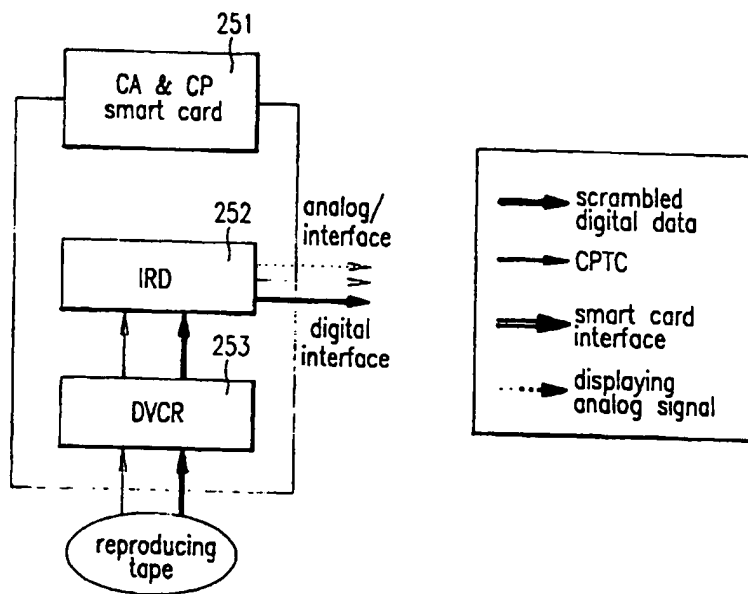 251
CA & CP
smart card
252
analog/
interface
IRD
digital
interface
253
DVCR
reproducing
tape
scrambled
digital data
CPTC
smart card
interface
displaying
analog signal